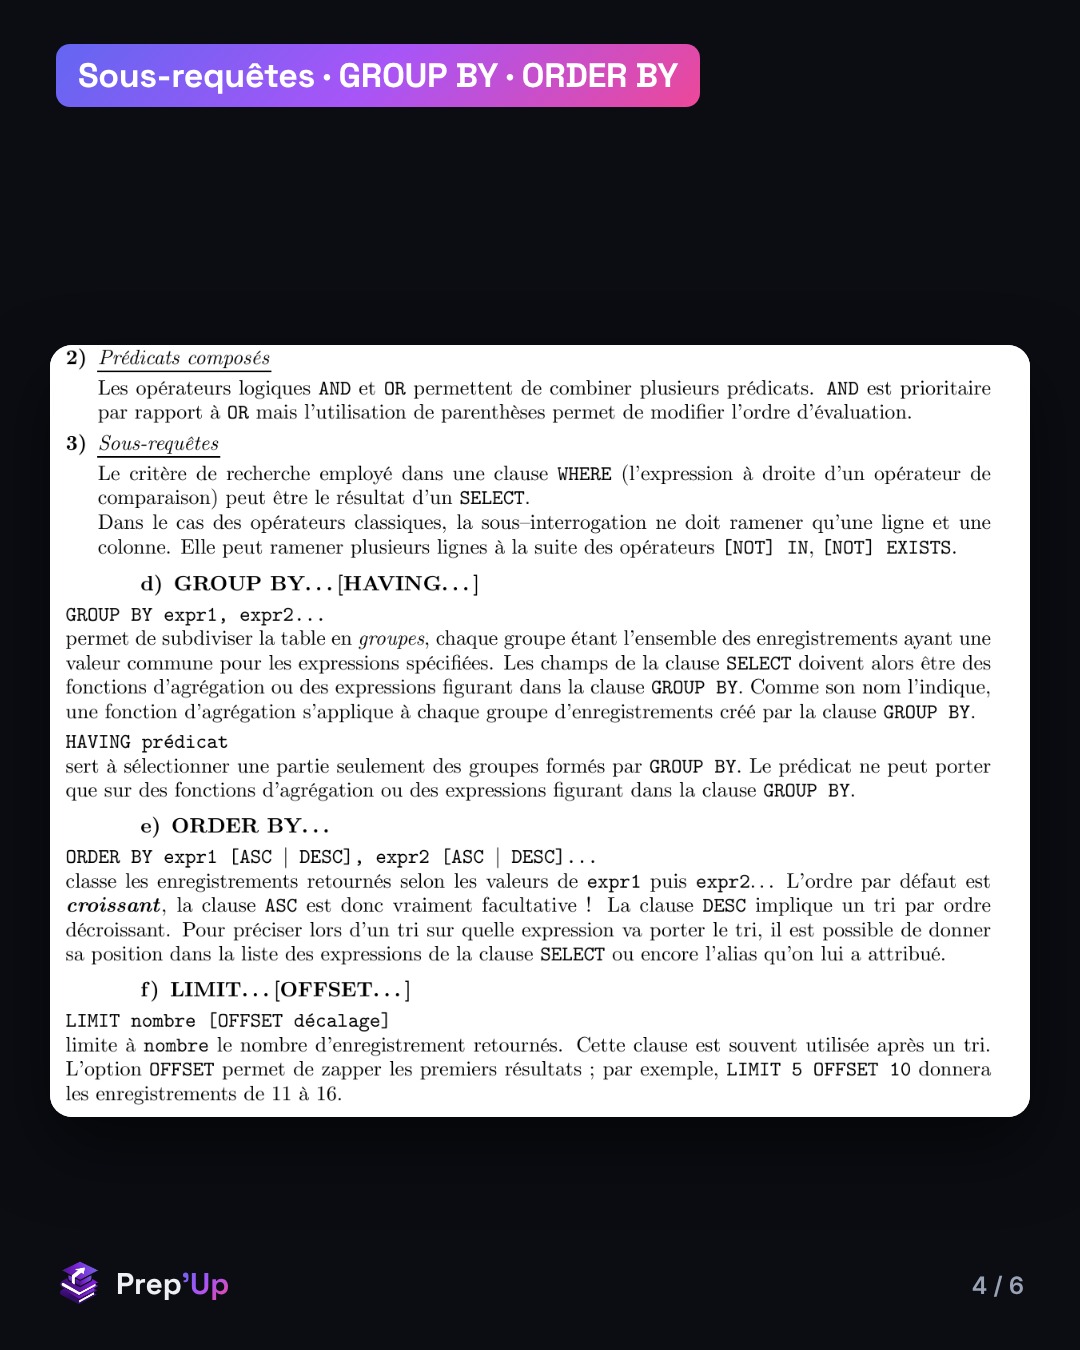 Sous-requêtes · GROUP BY · ORDER BY
2) Prédicats composés
Les opérateurs logiques AND et OR permettent de combiner plusieurs prédicats. AND est prioritaire
par rapport à OR mais l'utilisation de parenthèses permet de modifier l'ordre d'évaluation.
3) Sous-requêtes
Le critère de recherche employé dans une clause WHERE (l'expression à droite d'un opérateur de
comparaison) peut être le résultat d'un SELECT.
Dans le cas des opérateurs classiques, la sous–interrogation ne doit ramener qu'une ligne et une
colonne. Elle peut ramener plusieurs lignes à la suite des opérateurs [NOT] IN, [NOT] EXISTS.
d) GROUP BY...[HAVING...]
GROUP BY expr1, expr2...
permet de subdiviser la table en groupes, chaque groupe étant l'ensemble des enregistrements ayant une
valeur commune pour les expressions spécifiées. Les champs de la clause SELECT doivent alors être des
fonctions d'agrégation ou des expressions figurant dans la clause GROUP BY. Comme son nom l'indique,
une fonction d'agrégation s'applique à chaque groupe d'enregistrements créé par la clause GROUP BY.
HAVING prédicat
sert à sélectionner une partie seulement des groupes formés par GROUP BY. Le prédicat ne peut porter
que sur des fonctions d'agrégation ou des expressions figurant dans la clause GROUP BY.
e) ORDER BY...
ORDER BY expr1 [ASC | DESC], expr2 [ASC | DESC]...
classe les enregistrements retournés selon les valeurs de expr1 puis expr2... L'ordre par défaut est
croissant, la clause ASC est donc vraiment facultative ! La clause DESC implique un tri par ordre
décroissant. Pour préciser lors d'un tri sur quelle expression va porter le tri, il est possible de donner
sa position dans la liste des expressions de la clause SELECT ou encore l'alias qu'on lui a attribué.
f) LIMIT...[OFFSET...]
LIMIT nombre [OFFSET décalage]
limite à nombre le nombre d'enregistrement retournés. Cette clause est souvent utilisée après un tri.
L'option OFFSET permet de zapper les premiers résultats ; par exemple, LIMIT 5 OFFSET 10 donnera
les enregistrements de 11 à 16.
Prep'Up
4 / 6